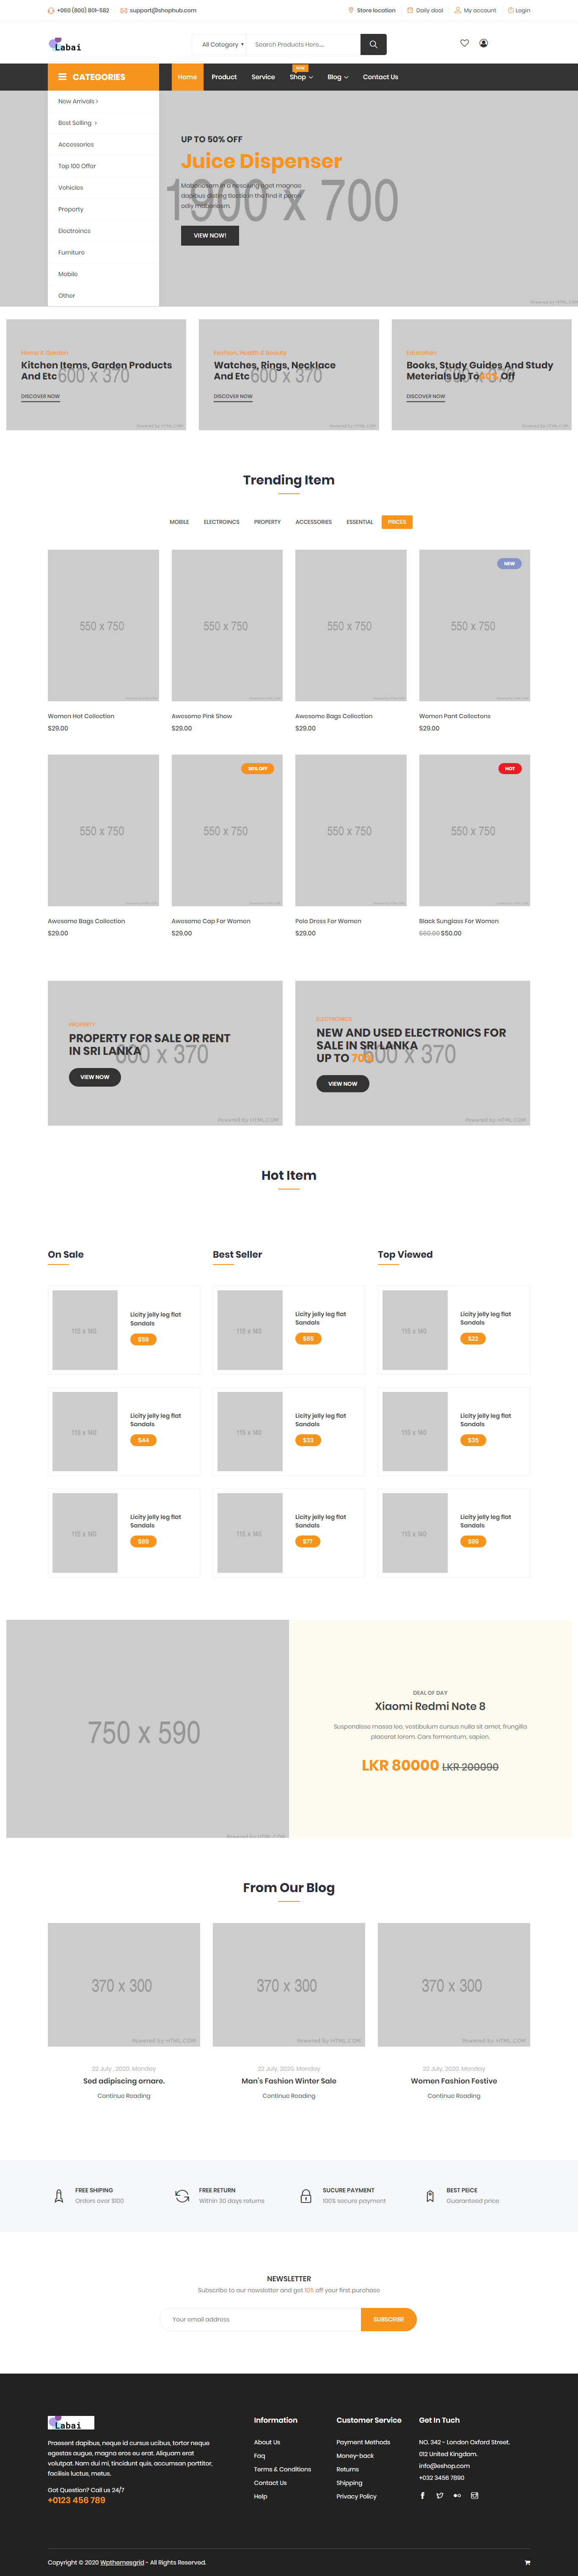 +060 (800) 801-582 support@shophub.com Store location Daily deal My account Login
Labai All Category Search Products Here.....
CATEGORIES Home Product Service Shop NEW Blog Contact Us
New Arrivals
Best Selling
Accessories
Top 100 Offer
Vehicles
Property
Electroincs
Furniture
Mobile
Other
UP TO 50% OFF
Juice Dispenser
Maboriosam in a nesciung eget magnae
dapibus disting tloctio in the find it pereri
odiy maboriosm.
1900 x 700
VIEW NOW!
Powered by HTML.COM
Home & Garden
Kitchen Items, Garden Products
And Etc
600 x 370
DISCOVER NOW
Powered by HTML.COM
Fashion, Health & Beauty
Watches, Rings, Necklace
And Etc
600 x 370
DISCOVER NOW
Powered by HTML.COM
Education
Books, Study Guides And Study
Meterials Up To 40% Off
600 x 370
DISCOVER NOW
Powered by HTML.COM
Trending Item
MOBILE ELECTROINCS PROPERTY ACCESSORIES ESSENTIAL PRICES
NEW
550 x 750 550 x 750 550 x 750 550 x 750
Women Hot Collection Awesome Pink Show Awesome Bags Collection Women Pant Collectons
$29.00 $29.00 $29.00 $29.00
30% OFF HOT
550 x 750 550 x 750 550 x 750 550 x 750
Awesome Bags Collection Awesome Cap For Women Polo Dress For Women Black Sunglass For Women
$29.00 $29.00 $29.00 $60.00 $50.00
PROPERTY
PROPERTY FOR SALE OR RENT
IN SRI LANKA
600 x 370
VIEW NOW
Powered by HTML.COM
ELECTRONICS
NEW AND USED ELECTRONICS FOR
SALE IN SRI LANKA
UP TO 70%
600 x 370
VIEW NOW
Powered by HTML.COM
Hot Item
On Sale Best Seller Top Viewed
115 x 140 Licity jelly leg flat Sandals $59
115 x 140 Licity jelly leg flat Sandals $65
115 x 140 Licity jelly leg flat Sandals $22
115 x 140 Licity jelly leg flat Sandals $44
115 x 140 Licity jelly leg flat Sandals $33
115 x 140 Licity jelly leg flat Sandals $35
115 x 140 Licity jelly leg flat Sandals $89
115 x 140 Licity jelly leg flat Sandals $77
115 x 140 Licity jelly leg flat Sandals $99
750 x 590
Powered by HTML.COM
DEAL OF DAY
Xiaomi Redmi Note 8
Suspendisse massa leo, vestibulum cursus nulla sit amet, frungilla
placerat lorem. Cars fermentum, sapien.
LKR 80000 LKR 200090
From Our Blog
370 x 300 370 x 300 370 x 300
Powered by HTML.COM Powered by HTML.COM Powered by HTML.COM
22 July , 2020. Monday 22 July, 2020. Monday 22 July, 2020. Monday
Sed adipiscing ornare. Man's Fashion Winter Sale Women Fashion Festive
Continue Reading Continue Reading Continue Reading
FREE SHIPING FREE RETURN SUCURE PAYMENT BEST PEICE
Orders over $100 Within 30 days returns 100% secure payment Guaranteed price
NEWSLETTER
Subscribe to our newsletter and get 10% off your first purchase
Your email address SUBSCRIBE
Labai
Praesent dapibus, neque id cursus ucibus, tortor neque
egestas augue, magna eros eu erat. Aliquam erat
volutpat. Nam dui mi, tincidunt quis, accumsan porttitor,
facilisis luctus, metus.
Got Question? Call us 24/7
+0123 456 789
Information
About Us
Faq
Terms & Conditions
Contact Us
Help
Customer Service
Payment Methods
Money-back
Returns
Shipping
Privacy Policy
Get In Tuch
NO. 342 - London Oxford Street.
012 United Kingdom.
info@eshop.com
+032 3456 7890
Copyright © 2020 Wpthemesgrid - All Rights Reserved.